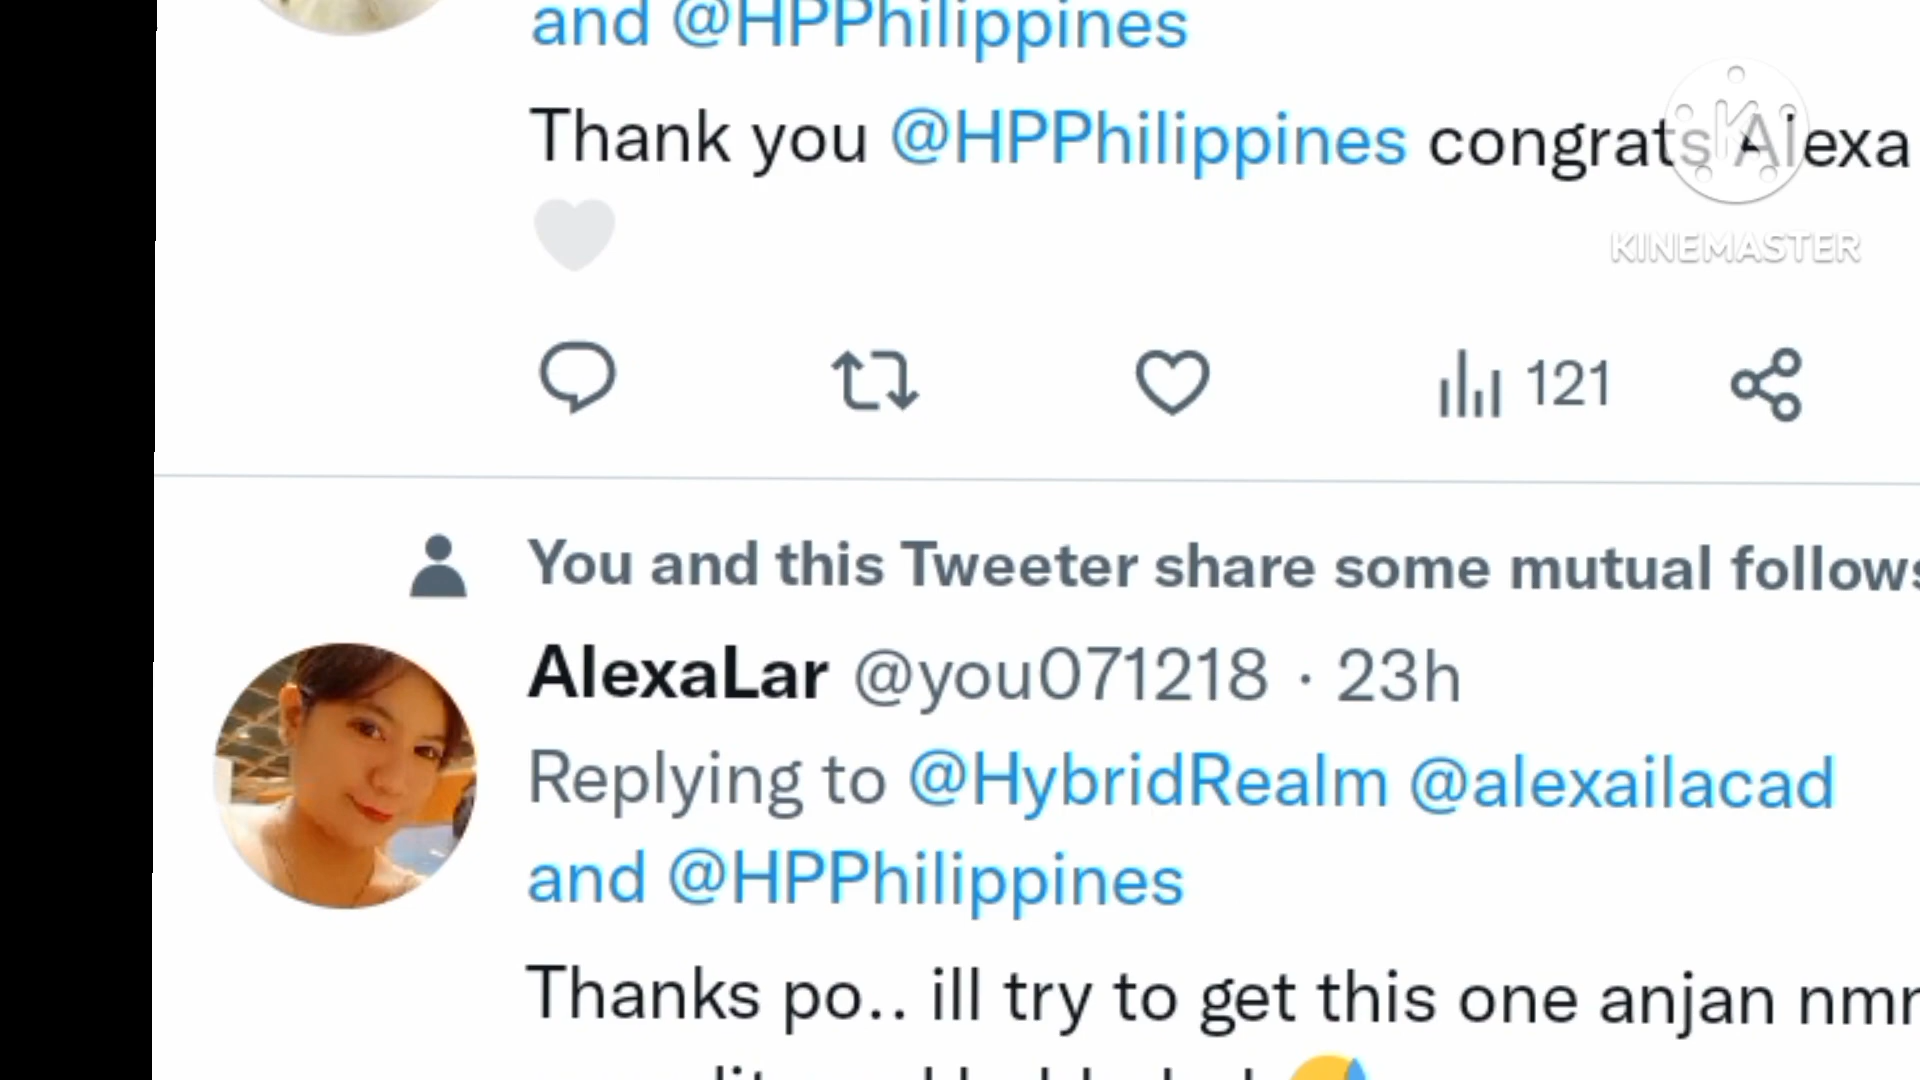 and @HPPhilippines
Thank you @HPPhilippines congrats Alexa
KINEMASTER
121
You and this Tweeter share some mutual follows
AlexaLar @you071218 · 23h
Replying to @HybridRealm @alexailacad
and @HPPhilippines
Thanks po.. ill try to get this one anjan